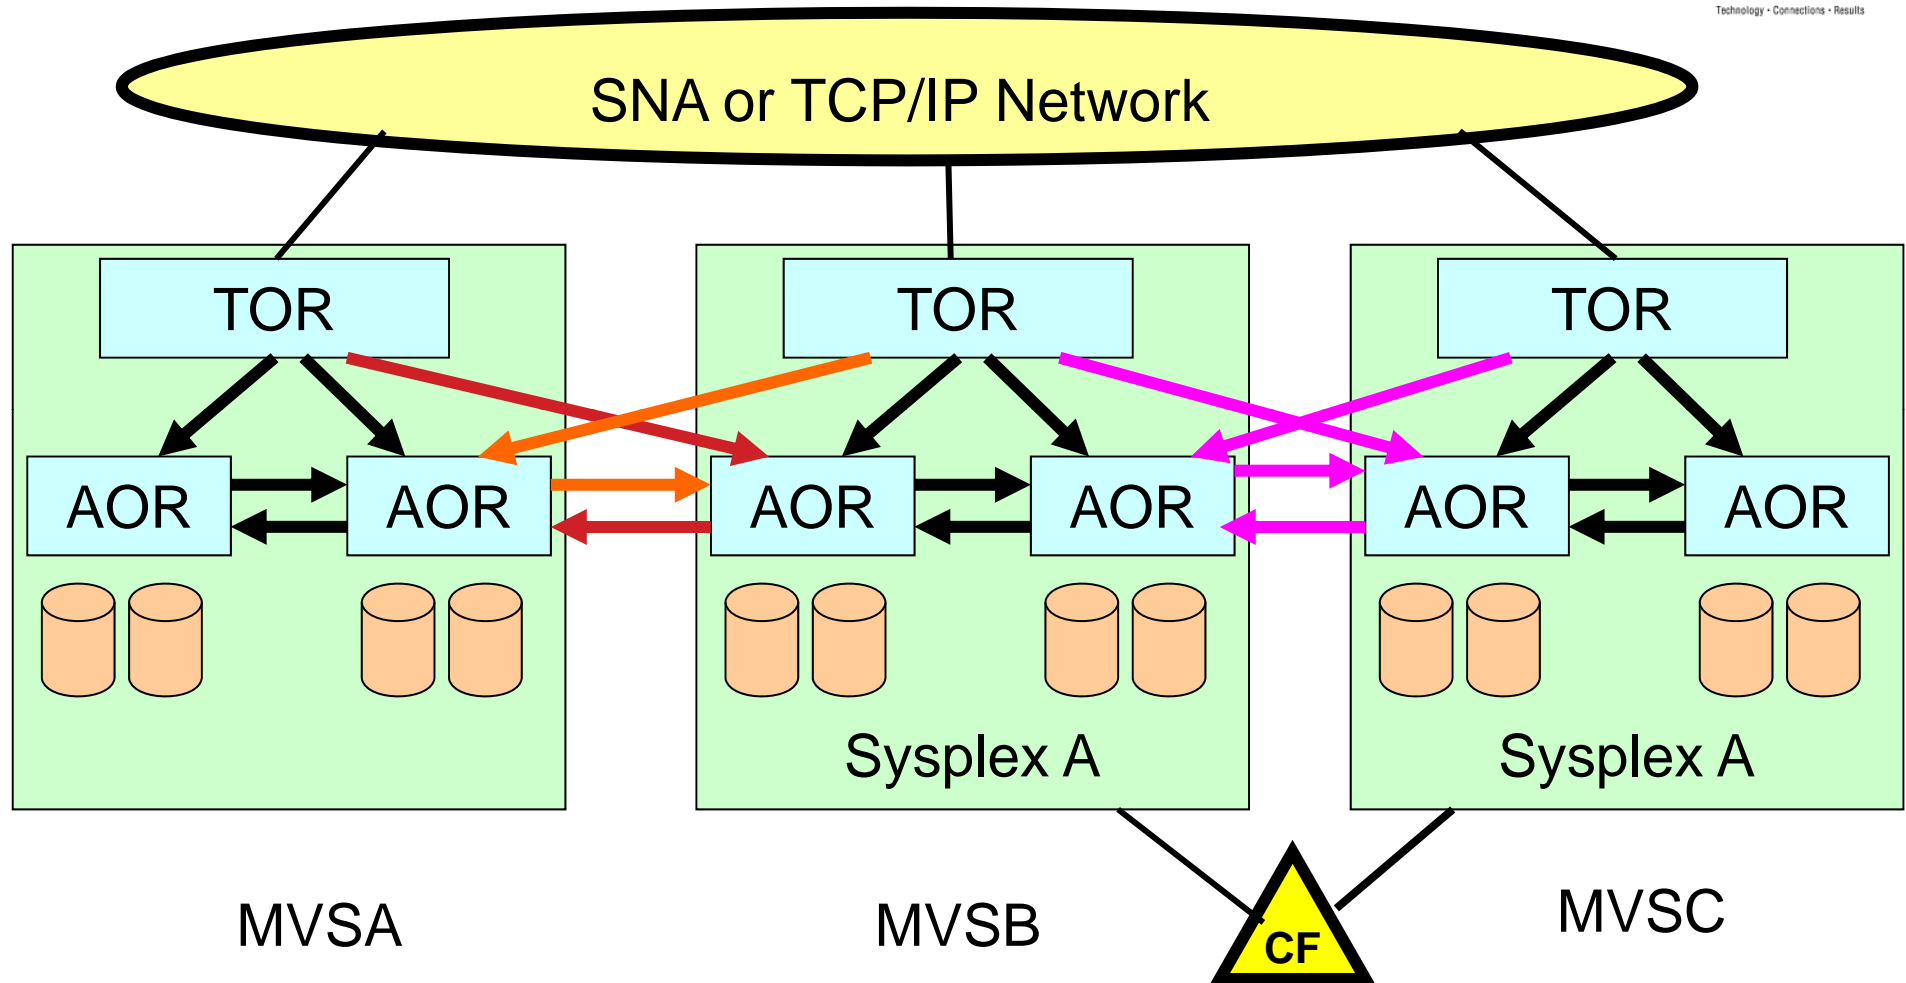 Technology · Connections · Results
SNA or TCP/IP Network
TOR
TOR
TOR
AOR
AOR
AOR
AOR
AOR
AOR
Sysplex A
Sysplex A
MVSA
MVSB
MVSC
CF